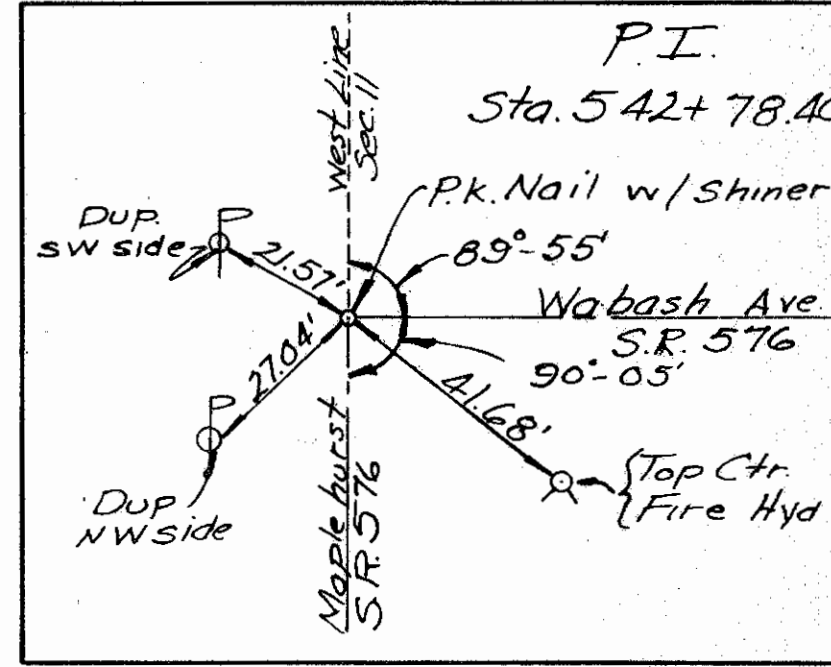 P.I.
Sta. 542+78.40
West Line
Sec. 11
P.k. Nail w/ Shiner
Dup.
SW side
P
21.57'
89°-55'
Wabash Ave.
S.R. 576
90°-05'
27.04'
41.68'
P
Dup
NW side
Maplehurst
S.R. 576
Top Ctr.
Fire Hyd